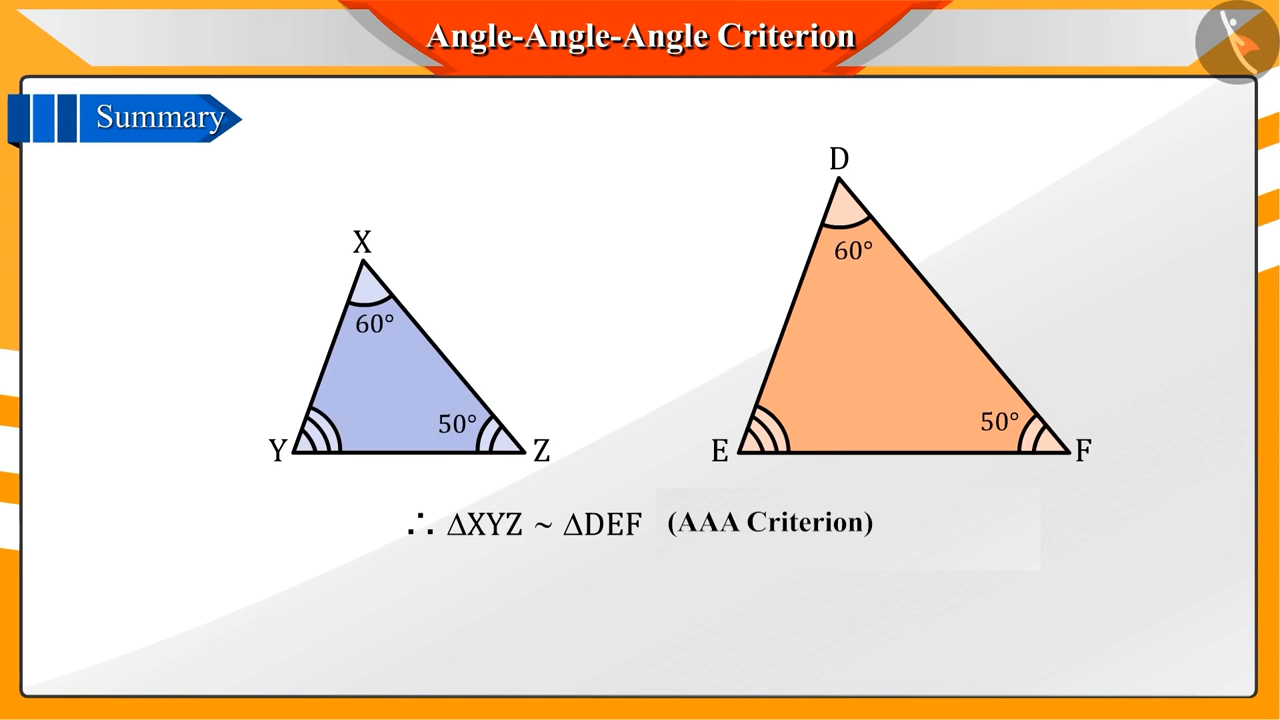 Angle-Angle-Angle Criterion
Summary
D
X
60°
60°
50°
50°
Y
Z
E
F
∴ ΔXYZ ~ ΔDEF (AAA Criterion)